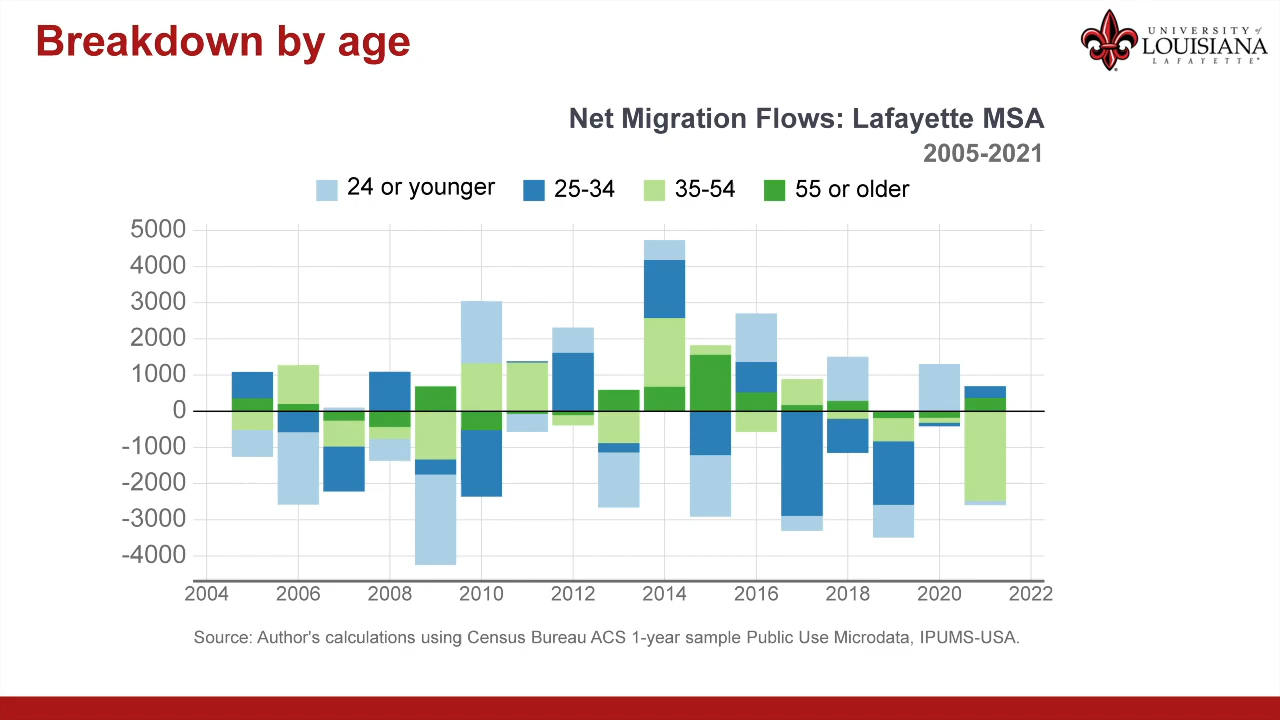 Breakdown by age
UNIVERSITY of
LOUISIANA
LAFAYETTE
Net Migration Flows: Lafayette MSA
2005-2021
24 or younger 25-34 35-54 55 or older
5000
4000
3000
2000
1000
0
-1000
-2000
-3000
-4000
2004 2006 2008 2010 2012 2014 2016 2018 2020 2022
Source: Author's calculations using Census Bureau ACS 1-year sample Public Use Microdata, IPUMS-USA.